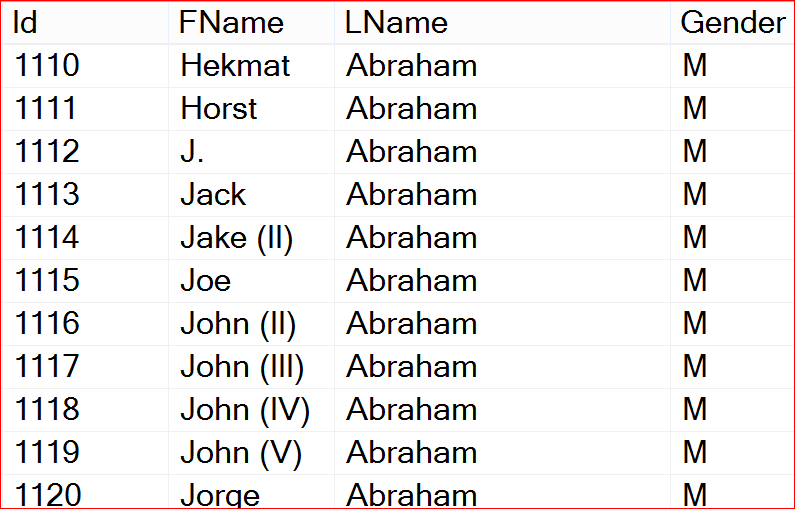 Id FName LName Gender
1110 Hekmat Abraham M
1111 Horst Abraham M
1112 J. Abraham M
1113 Jack Abraham M
1114 Jake (II) Abraham M
1115 Joe Abraham M
1116 John (II) Abraham M
1117 John (III) Abraham M
1118 John (IV) Abraham M
1119 John (V) Abraham M
1120 Jorge Abraham M